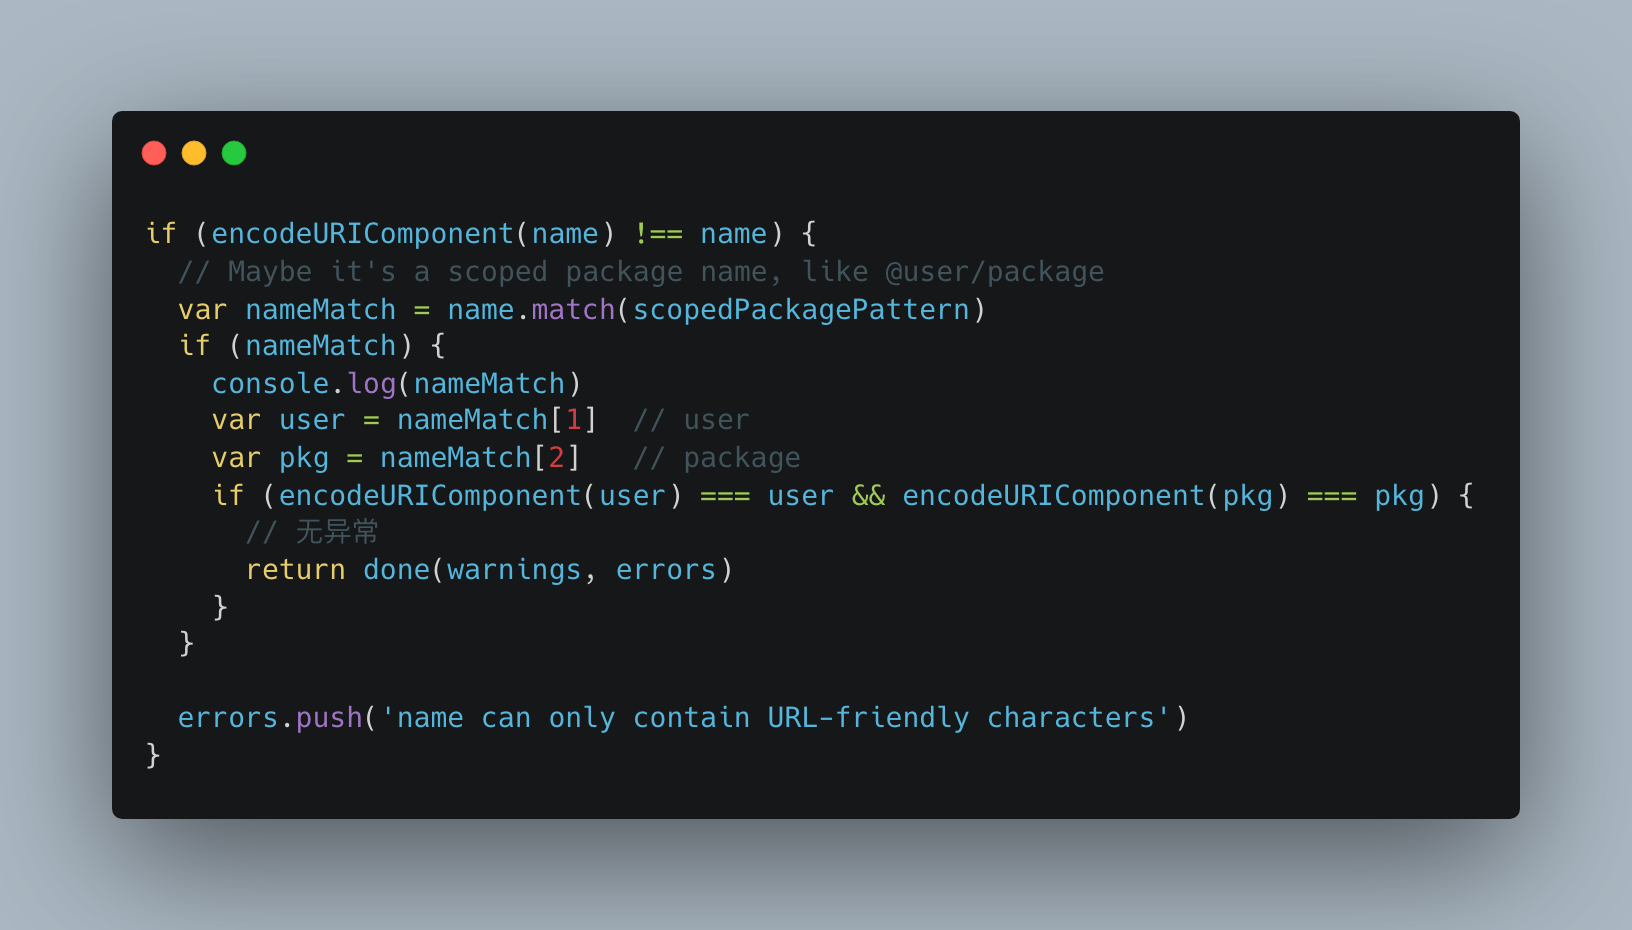 if (encodeURIComponent(name) !== name) {
  // Maybe it's a scoped package name, like @user/package
  var nameMatch = name.match(scopedPackagePattern)
  if (nameMatch) {
    console.log(nameMatch)
    var user = nameMatch[1]  // user
    var pkg = nameMatch[2]   // package
    if (encodeURIComponent(user) === user && encodeURIComponent(pkg) === pkg) {
      // 无异常
      return done(warnings, errors)
    }
  }

  errors.push('name can only contain URL-friendly characters')
}